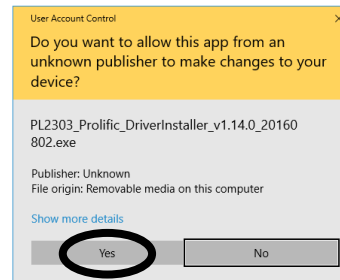 User Account Control
Do you want to allow this app from an
unknown publisher to make changes to your
device?
PL2303_Prolific_DriverInstaller_v1.14.0_20160
802.exe
Publisher: Unknown
File origin: Removable media on this computer
Show more details
Yes
No